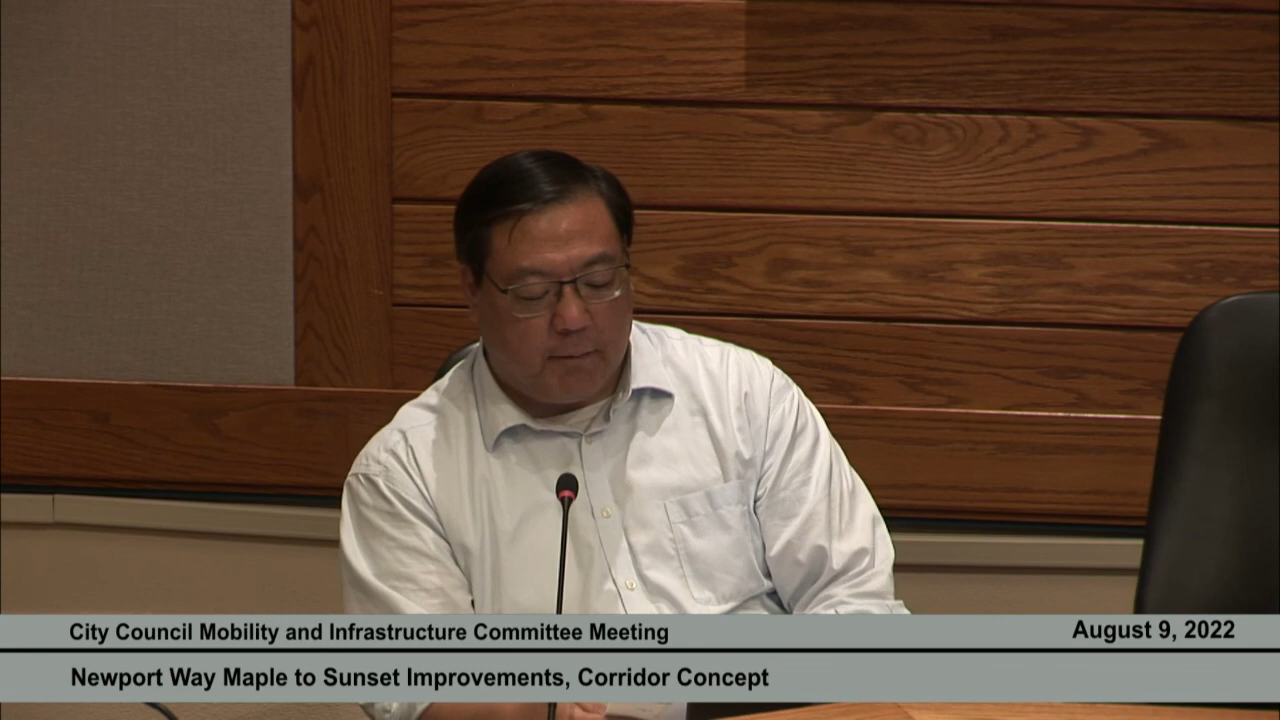 City Council Mobility and Infrastructure Committee Meeting
August 9, 2022
Newport Way Maple to Sunset Improvements, Corridor Concept